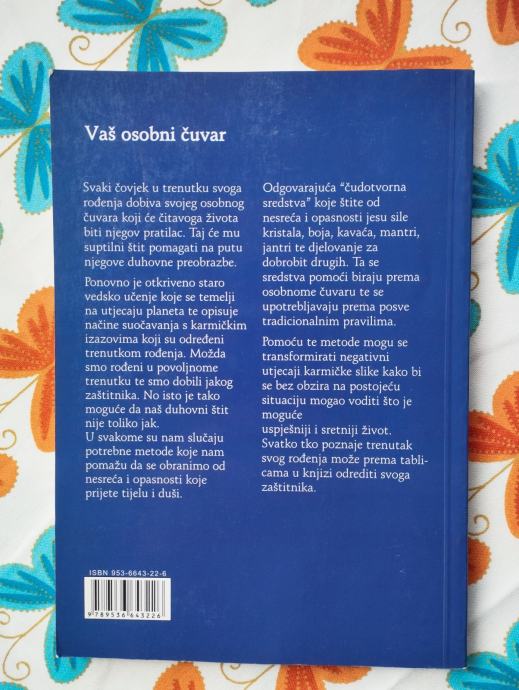 Vaš osobni čuvar
Svaki čovjek u trenutku svoga
rođenja dobiva svojeg osobnog
čuvara koji će čitavoga života
biti njegov pratilac. Taj će mu
suptilni štit pomagati na putu
njegove duhovne preobrazbe.
Ponovno je otkriveno staro
vedsko učenje koje se temelji
na utjecaju planeta te opisuje
načine suočavanja s karmičkim
izazovima koji su određeni
trenutkom rođenja. Možda
smo rođeni u povoljnome
trenutku te smo dobili jakog
zaštitnika. No isto je tako
moguće da naš duhovni štit
nije toliko jak.
U svakome su nam slučaju
potrebne metode koje nam
pomažu da se obranimo od
nesreća i opasnosti koje
prijete tijelu i duši.
Odgovarajuća “čudotvorna
sredstva” koje štite od
nesreća i opasnosti jesu sile
kristala, boja, kavaća, mantri,
jantri te djelovanje za
dobrobit drugih. Ta se
sredstva pomoći biraju prema
osobnome čuvaru te se
upotrebljavaju prema posve
tradicionalnim pravilima.
Pomoću te metode mogu se
transformirati negativni
utjecaji karmičke slike kako bi
se bez obzira na postojeću
situaciju mogao voditi što je
moguće
uspješniji i sretniji život.
Svatko tko poznaje trenutak
svog rođenja može prema tabli-
cama u knjizi odrediti svoga
zaštitnika.
ISBN 953-6643-22-6
9 789536 643226